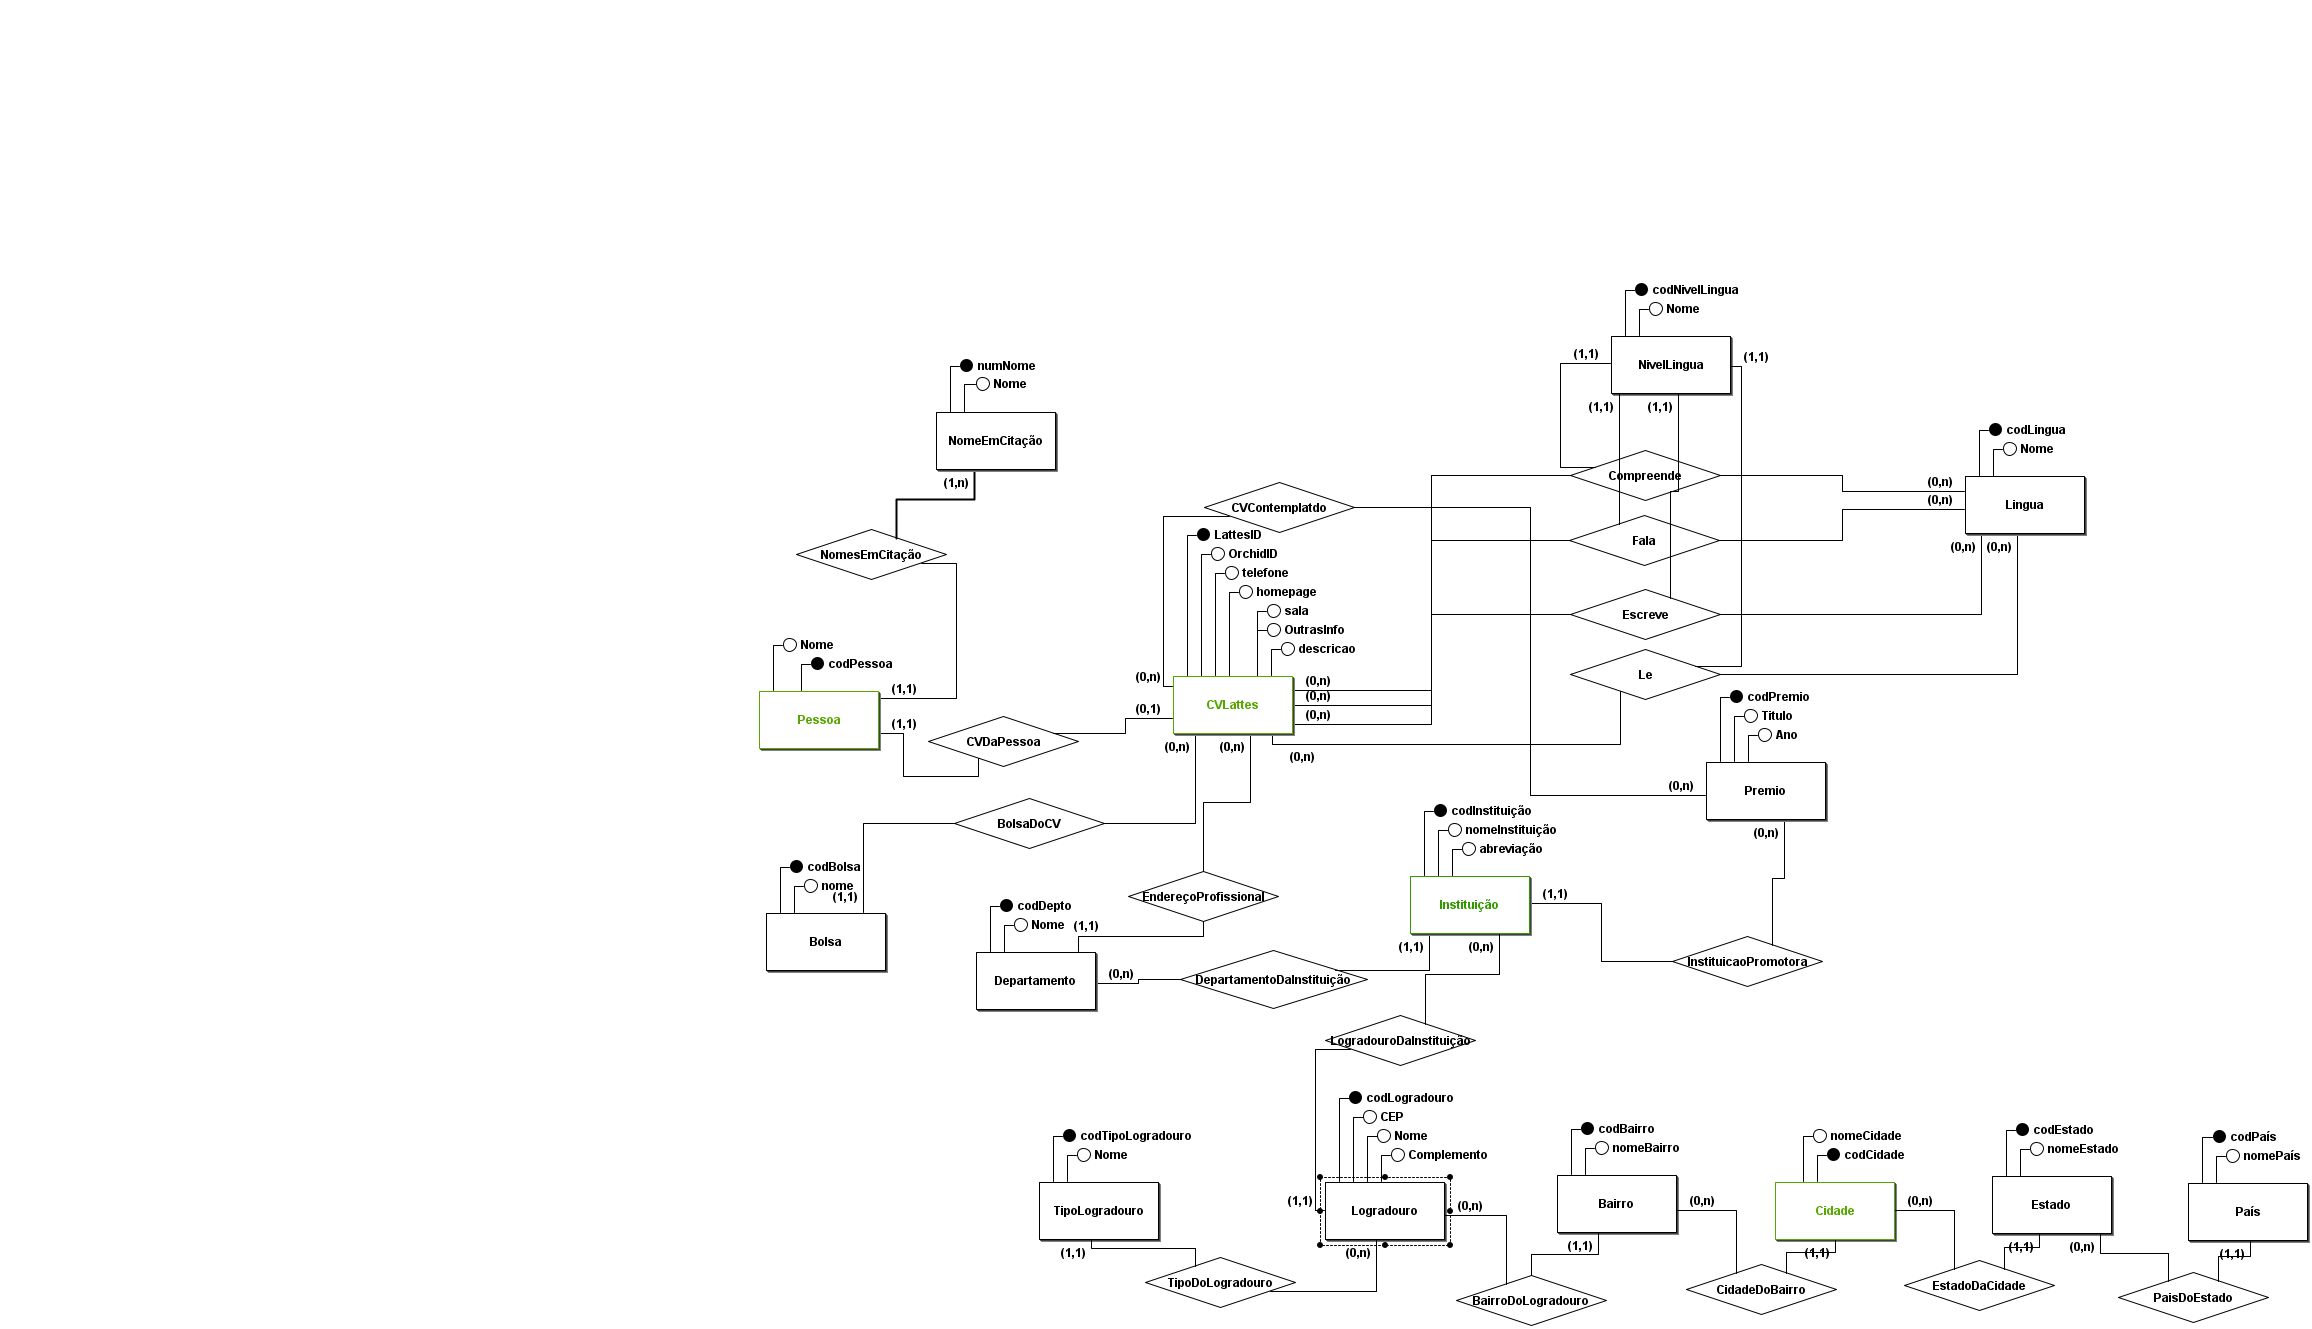 codNivelLingua
Nome
(1,1)
NivelLingua
(1,1)
(1,1)
(1,1)
numNome
Nome
NomeEmCitação
(1,n)
NomesEmCitação
codLingua
Nome
Lingua
(0,n)
(0,n)
(0,n)
(0,n)
Compreende
Fala
Escreve
Le
CVContemplatdo
LattesID
OrchidID
telefone
homepage
sala
OutrasInfo
descricao
CVLattes
(0,n)
(0,1)
(0,n)
(0,n)
(0,n)
(0,n)
(0,n)
(0,n)
Nome
codPessoa
Pessoa
(1,1)
(1,1)
CVDaPessoa
codPremio
Titulo
Ano
Premio
(0,n)
(0,n)
BolsaDoCV
codBolsa
nome
(1,1)
Bolsa
EndereçoProfissional
codDepto
Nome
(1,1)
Departamento
(0,n)
DepartamentoDaInstituição
codInstituição
nomeInstituição
abreviação
Instituição
(1,1)
(1,1)
(0,n)
InstituicaoPromotora
LogradouroDaInstituição
codLogradouro
CEP
Nome
Complemento
Logradouro
(1,1)
(0,n)
(0,n)
codTipoLogradouro
Nome
TipoLogradouro
(1,1)
TipoDoLogradouro
codBairro
nomeBairro
Bairro
(0,n)
(1,1)
BairroDoLogradouro
nomeCidade
codCidade
Cidade
(0,n)
(1,1)
CidadeDoBairro
codEstado
nomeEstado
Estado
(1,1)
(0,n)
EstadoDaCidade
codPaís
nomePaís
País
(1,1)
PaisDoEstado